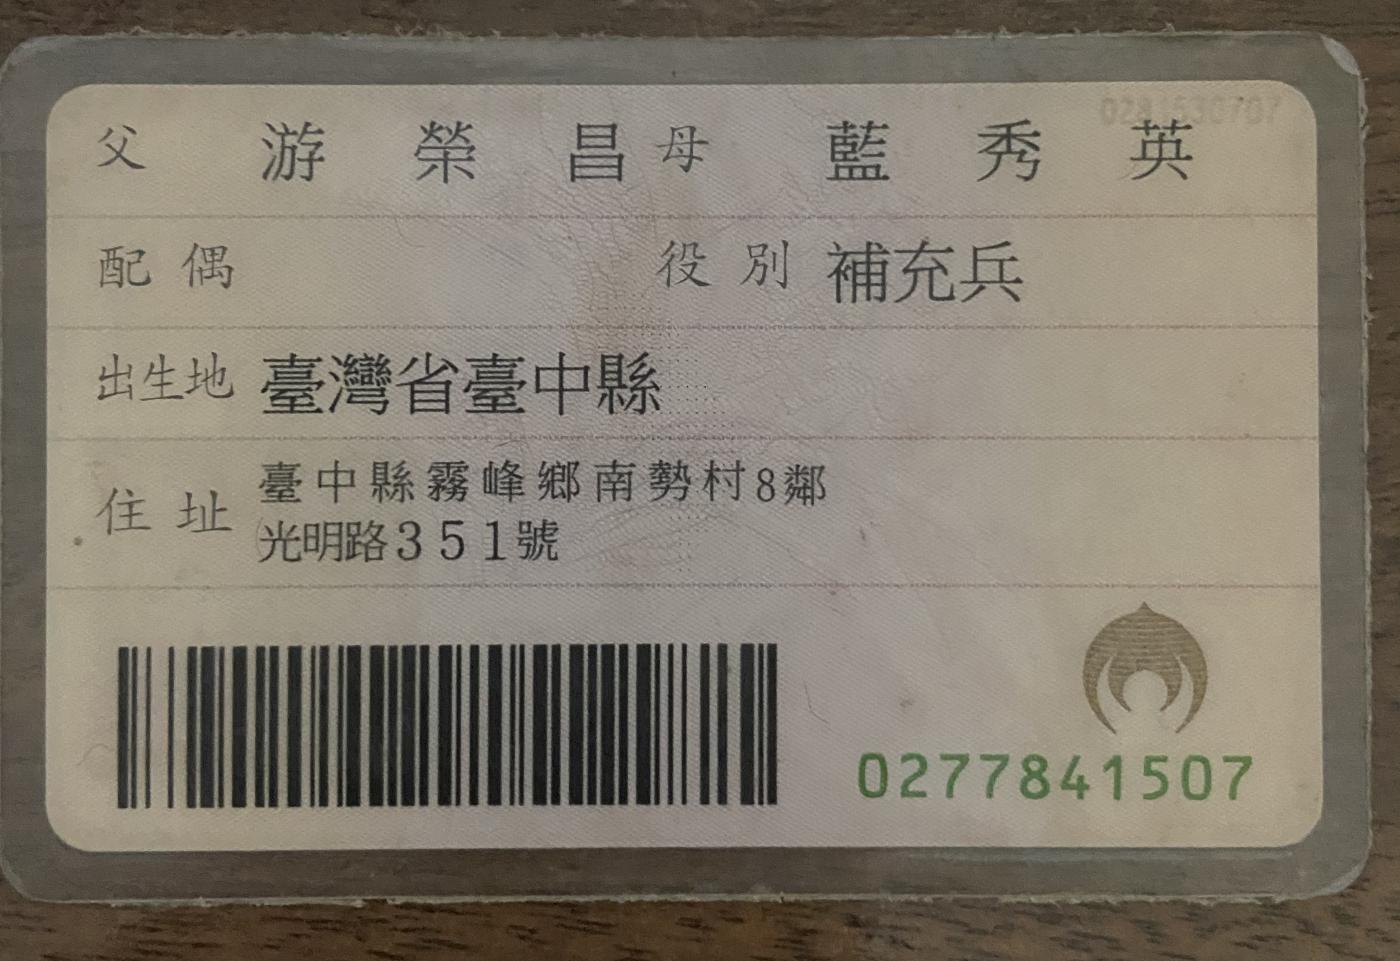 父 游榮昌 母 藍秀英
配偶 役別 補充兵
出生地 臺灣省臺中縣
住址 臺中縣霧峰鄉南勢村8鄰
光明路351號
0277841507